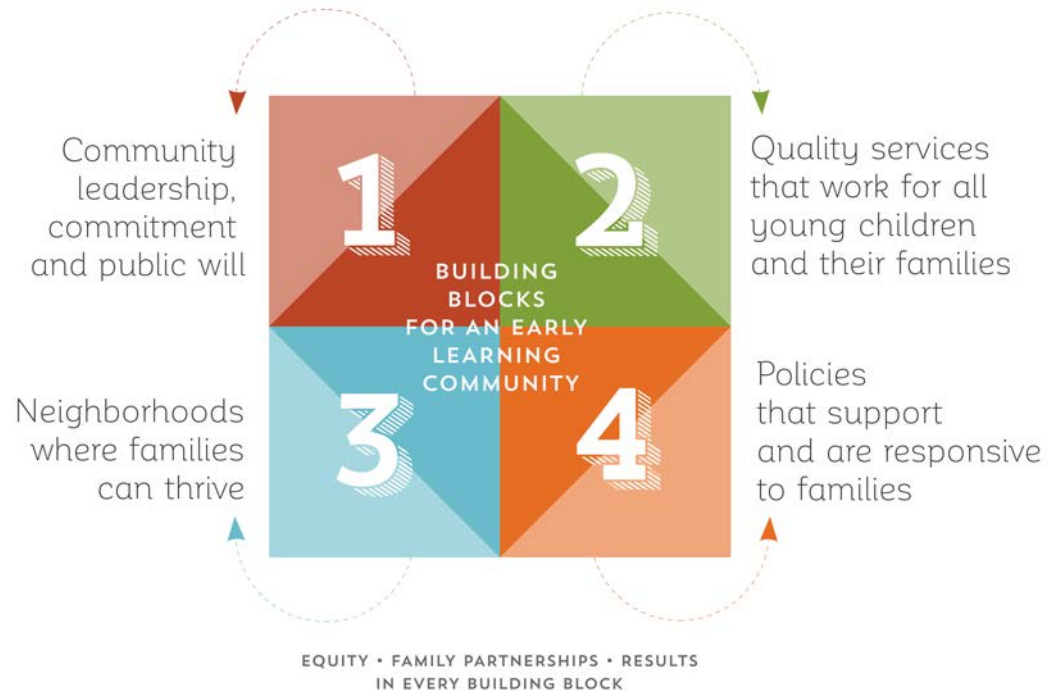 Community
leadership,
commitment
and public will
1
2
Quality services
that work for all
young children
and their families
BUILDING
BLOCKS
FOR AN EARLY
LEARNING
COMMUNITY
Neighborhoods
where families
can thrive
3
4
Policies
that support
and are responsive
to families
EQUITY • FAMILY PARTNERSHIPS • RESULTS
IN EVERY BUILDING BLOCK